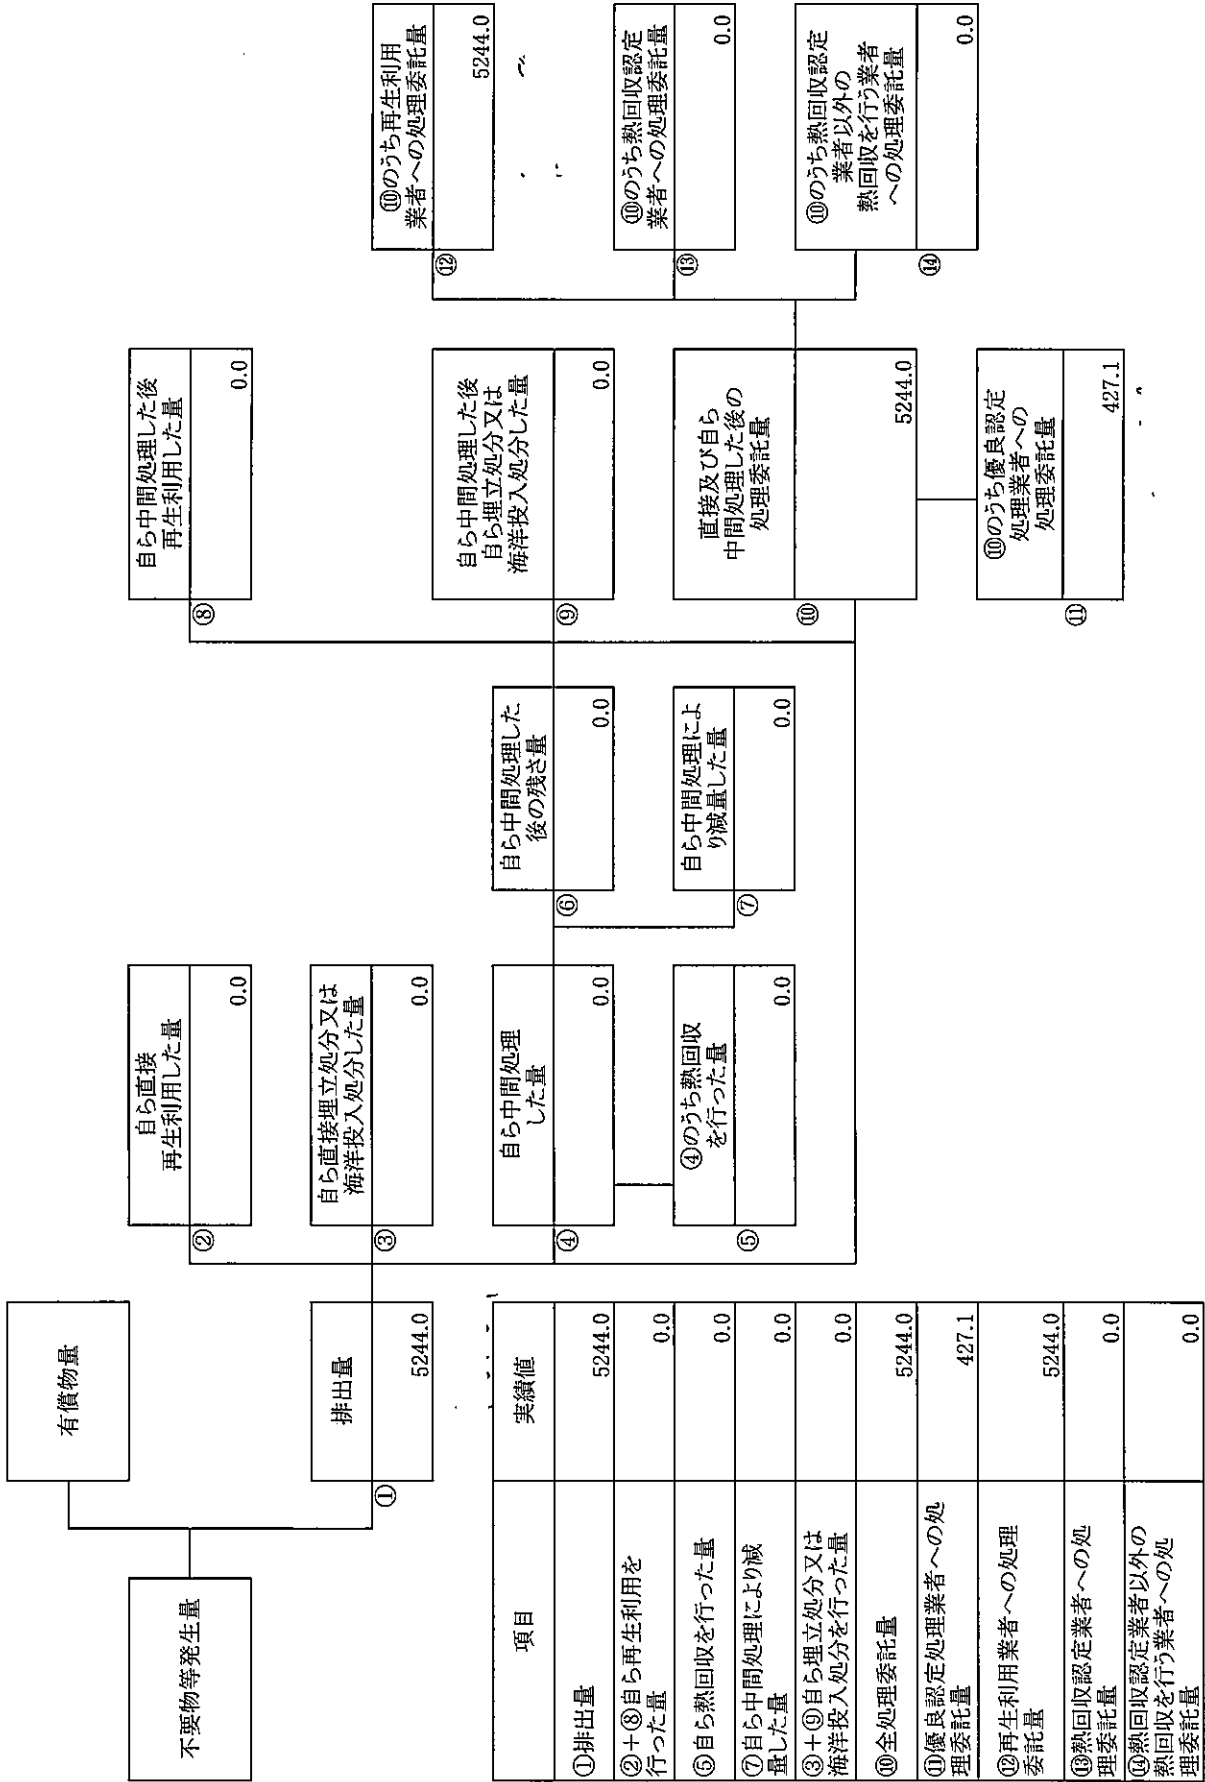 不要物等発生量
有償物量
排出量
①
5244.0
自ら直接
再生利用した量
②
0.0
自ら直接埋立処分又は
海洋投入処分した量
③
0.0
自ら中間処理
した量
④
0.0
④のうち熱回収
を行った量
⑤
0.0
自ら中間処理した
後の残さ量
⑥
0.0
自ら中間処理によ
り減量した量
⑦
0.0
自ら中間処理した後
再生利用した量
⑧
0.0
自ら中間処理した後
自ら埋立処分又は
海洋投入処分した量
⑨
0.0
直接及び自ら
中間処理した後の
処理委託量
⑩
5244.0
⑩のうち優良認定
処理業者への
処理委託量
⑪
427.1
⑩のうち再生利用
業者への処理委託量
⑫
5244.0
⑩のうち熱回収認定
業者への処理委託量
⑬
0.0
⑩のうち熱回収認定
業者以外の
熱回収を行う業者
への処理委託量
⑭
0.0
項目 実績値
①排出量 5244.0
②+⑧自ら再生利用を
行った量 0.0
⑤自ら熱回収を行った量 0.0
⑦自ら中間処理により減
量した量 0.0
③+⑨自ら埋立処分又は
海洋投入処分を行った量 0.0
⑩全処理委託量 5244.0
⑪優良認定処理業者への処
理委託量 427.1
⑫再生利用業者への処理
委託量 5244.0
⑬熱回収認定業者への処
理委託量 0.0
⑭熱回収認定業者以外の
熱回収を行う業者への処
理委託量 0.0